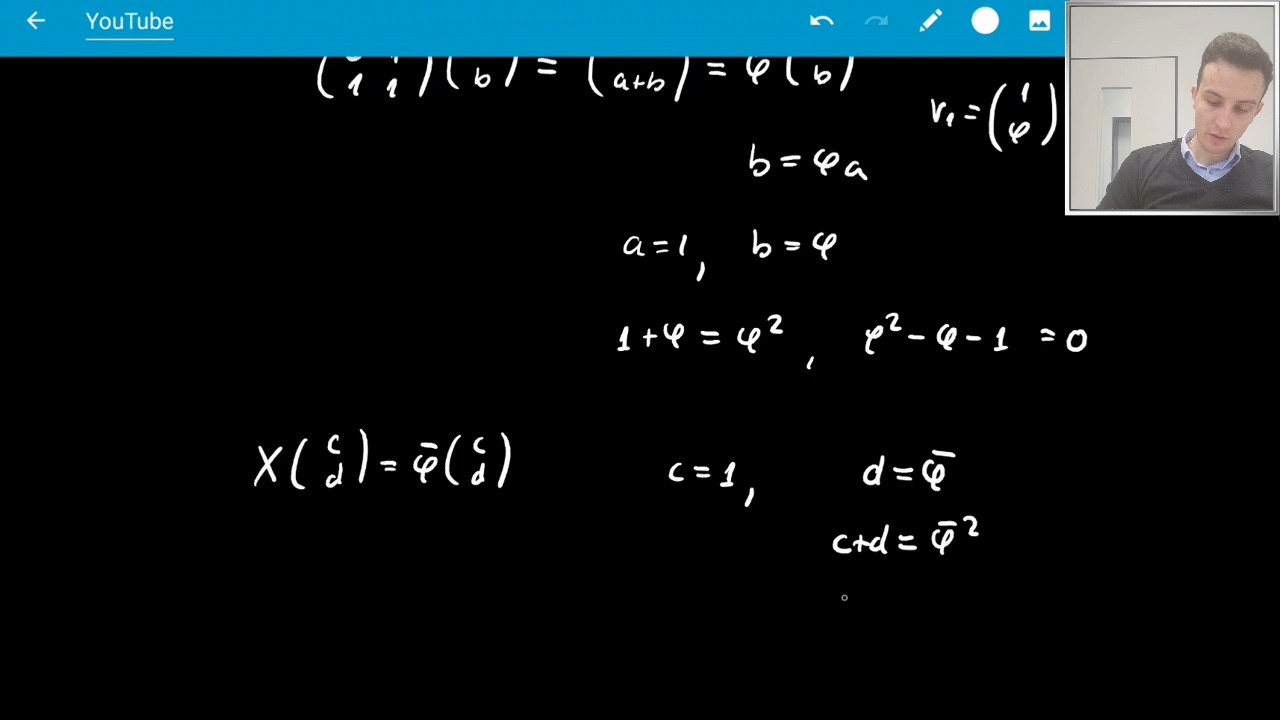 YouTube
( 1 1 ) ( b ) = ( a+b ) = φ ( b )
v₁ = ( 1 φ )
b = φa
a = 1, b = φ
1 + φ = φ², φ² - φ - 1 = 0
X ( c d ) = φ̄ ( c d ) c = 1, d = φ̄
c+d = φ̄²